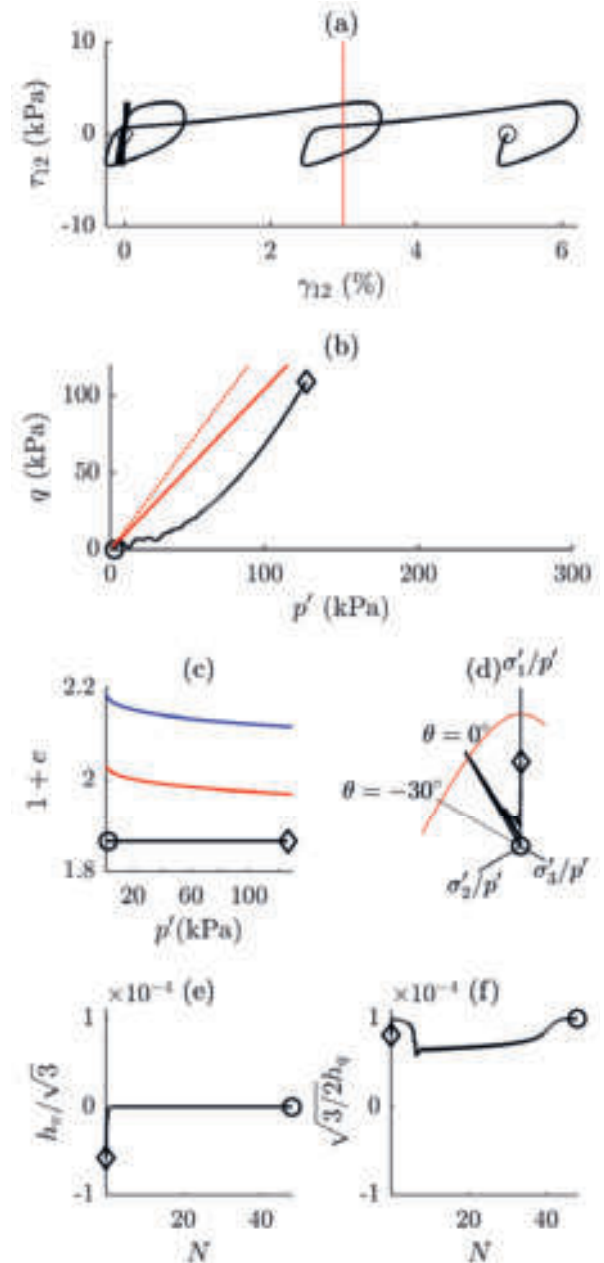 (a)
10
0
-10
τ₁₂ (kPa)
0 2 4 6
γ₁₂ (%)
(b)
100
50
0
q (kPa)
0 100 200 300
p′ (kPa)
(c)
2.2
2
1.8
1 + e
20 60 100
p′(kPa)
(d) σ′₁/p′
θ = 0°
θ = −30°
σ′₂/p′ σ′₃/p′
×10⁻⁴ (e)
1
0
-1
hᵥ/√3
20 40
N
×10⁻⁴ (f)
1
0
-1
√3/2h_q
20 40
N